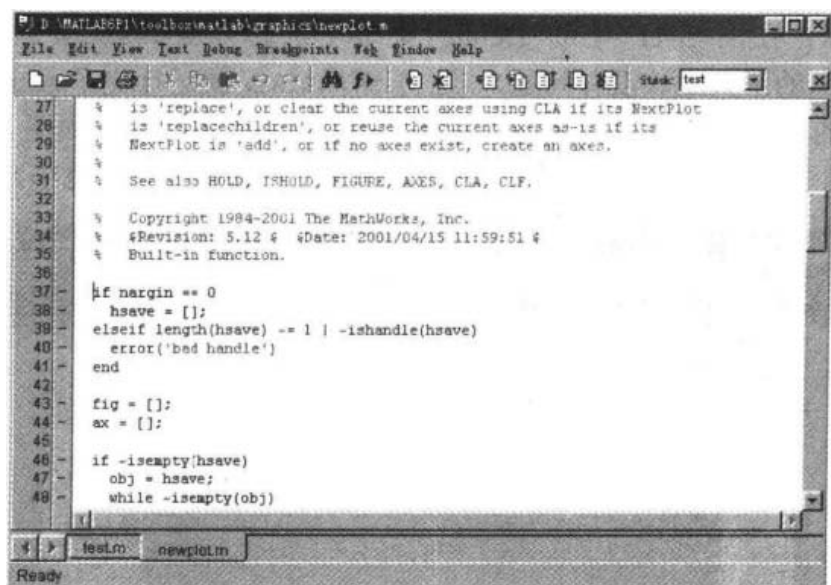 D:\MATLAB6P1\toolbox\matlab\graphics\newplot.m
File Edit View Text Debug Breakpoints Web Window Help
Stack: test
27 % is 'replace', or clear the current axes using CLA if its NextPlot
28 % is 'replacechildren', or reuse the current axes as-is if its
29 % NextPlot is 'add', or if no axes exist, create an axes.
30 %
31 % See also HOLD, ISHOLD, FIGURE, AXES, CLA, CLF.
32
33 % Copyright 1984-2001 The MathWorks, Inc.
34 % $Revision: 5.12 $ $Date: 2001/04/15 11:59:51 $
35 % Built-in function.
36
37 - if nargin == 0
38 - hsave = [];
39 - elseif length(hsave) ~= 1 | ~ishandle(hsave)
40 - error('bad handle')
41 - end
42
43 - fig = [];
44 - ax = [];
45
46 - if ~isempty(hsave)
47 - obj = hsave;
48 - while ~isempty(obj)
test.m newplot.m
Ready